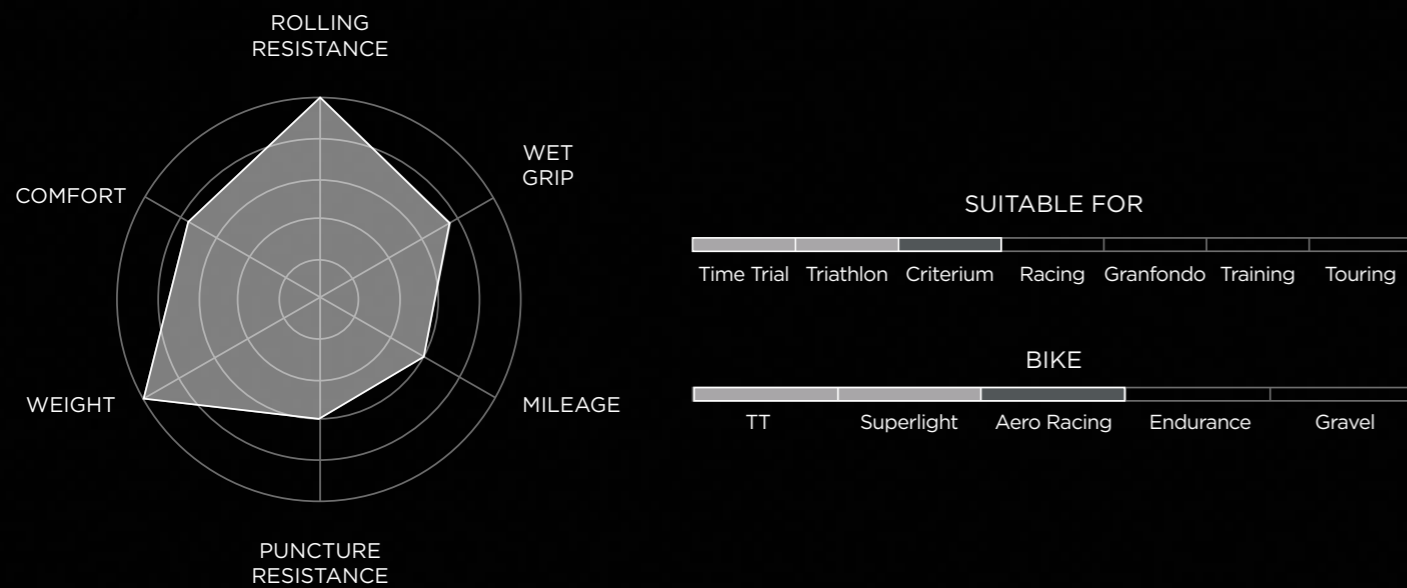 ROLLING
RESISTANCE
WET
GRIP
COMFORT
WEIGHT
MILEAGE
PUNCTURE
RESISTANCE
SUITABLE FOR
Time Trial Triathlon Criterium Racing Granfondo Training Touring
BIKE
TT Superlight Aero Racing Endurance Gravel